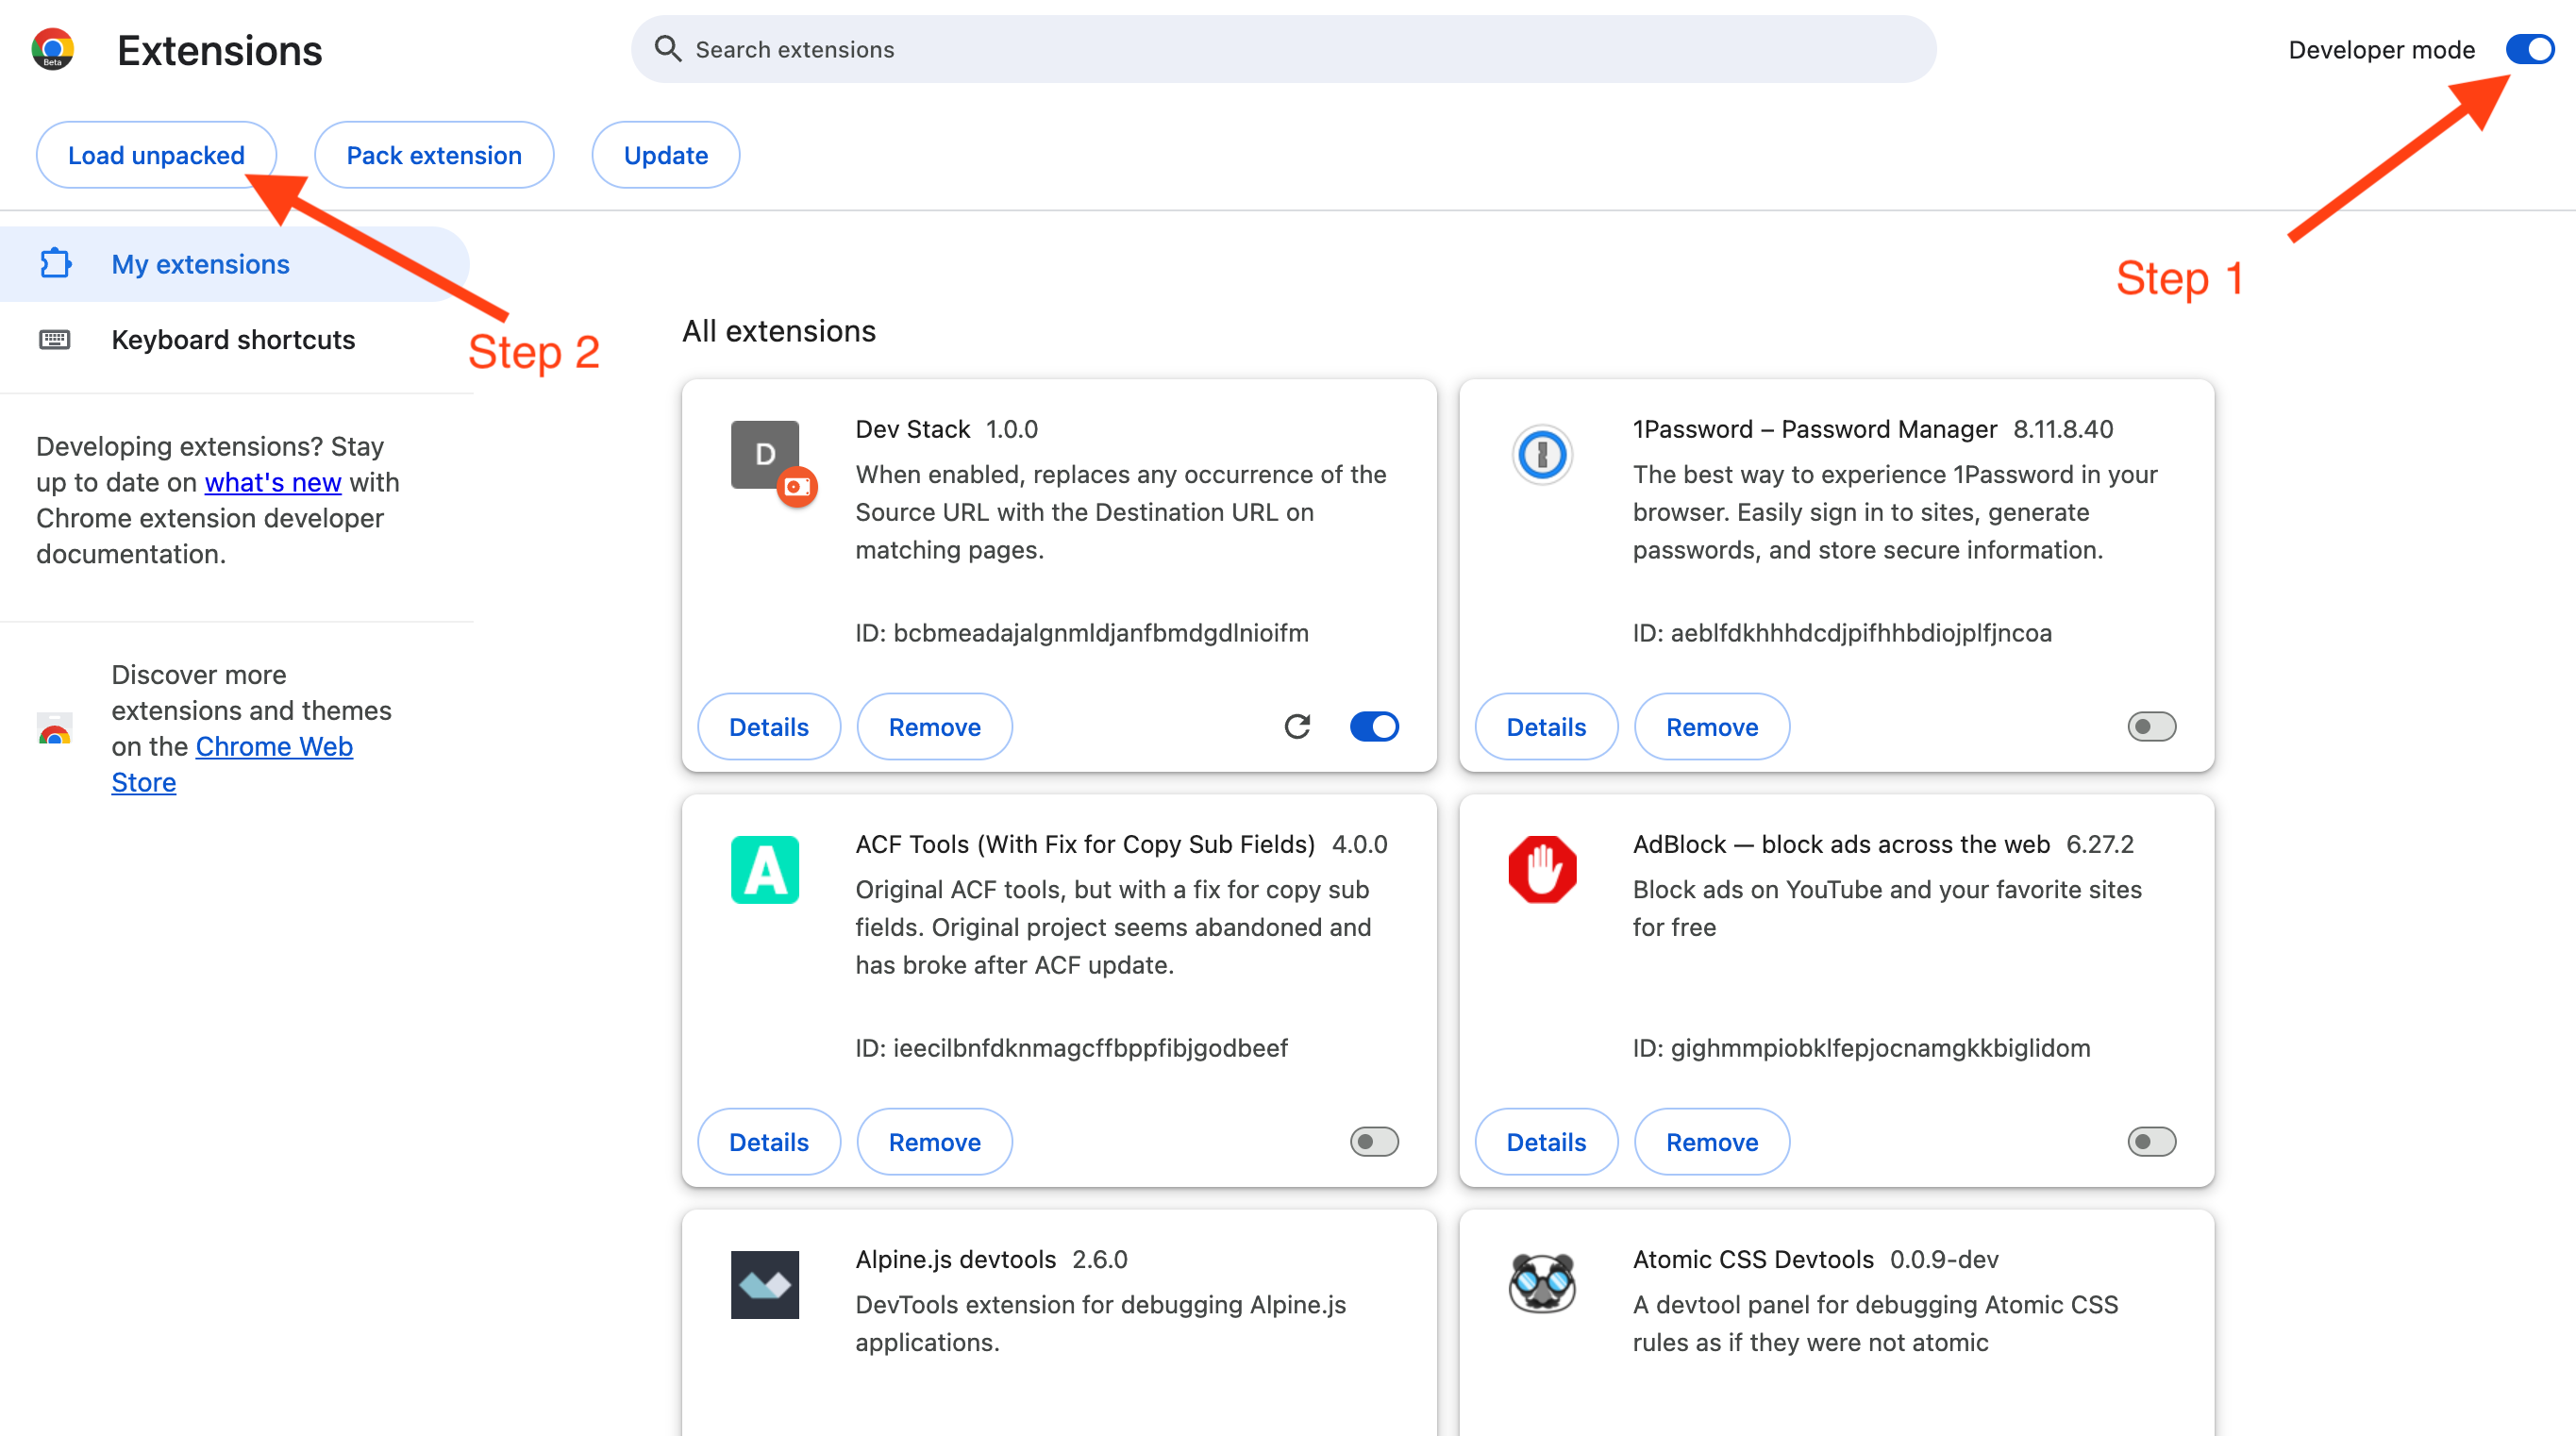 Beta
Extensions
Search extensions
Developer mode
Load unpacked
Pack extension
Update
Step 1
Step 2
My extensions
Keyboard shortcuts
Developing extensions? Stay
up to date on what's new with
Chrome extension developer
documentation.
Discover more
extensions and themes
on the Chrome Web
Store
All extensions
D
Dev Stack 1.0.0
When enabled, replaces any occurrence of the
Source URL with the Destination URL on
matching pages.
ID: bcbmeadajalgnmldjanfbmdgdlnioifm
Details
Remove
1Password – Password Manager 8.11.8.40
The best way to experience 1Password in your
browser. Easily sign in to sites, generate
passwords, and store secure information.
ID: aeblfdkhhhdcdjpifhhbdiojplfjncoa
Details
Remove
A
ACF Tools (With Fix for Copy Sub Fields) 4.0.0
Original ACF tools, but with a fix for copy sub
fields. Original project seems abandoned and
has broke after ACF update.
ID: ieecilbnfdknmagcffbppfibjgodbeef
Details
Remove
AdBlock — block ads across the web 6.27.2
Block ads on YouTube and your favorite sites
for free
ID: gighmmpiobklfepjocnamgkkbiglidom
Details
Remove
Alpine.js devtools 2.6.0
DevTools extension for debugging Alpine.js
applications.
Atomic CSS Devtools 0.0.9-dev
A devtool panel for debugging Atomic CSS
rules as if they were not atomic